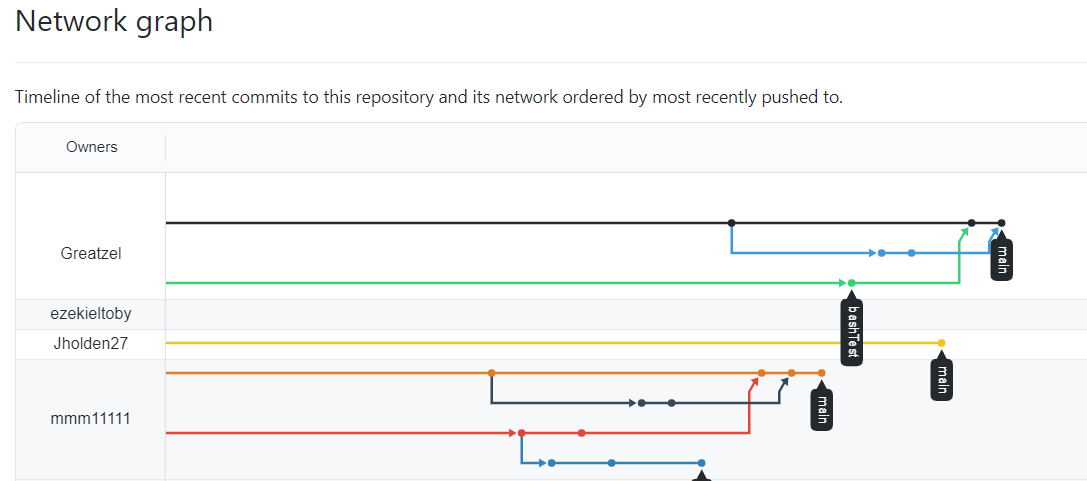 Network graph
Timeline of the most recent commits to this repository and its network ordered by most recently pushed to.
Owners
Greatzel
main
ezekieltoby
bashTest
Jholden27
main
mmm11111
main